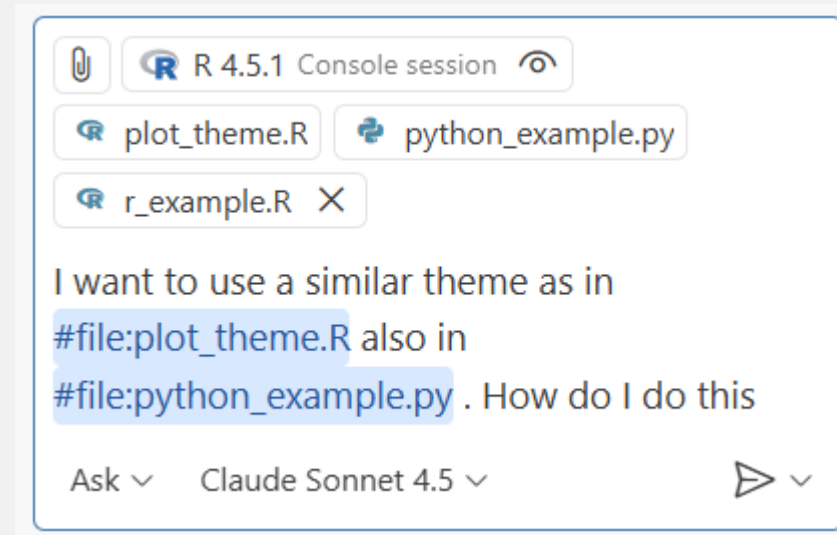 R 4.5.1 Console session
plot_theme.R python_example.py
r_example.R
I want to use a similar theme as in
#file:plot_theme.R also in
#file:python_example.py . How do I do this
Ask Claude Sonnet 4.5